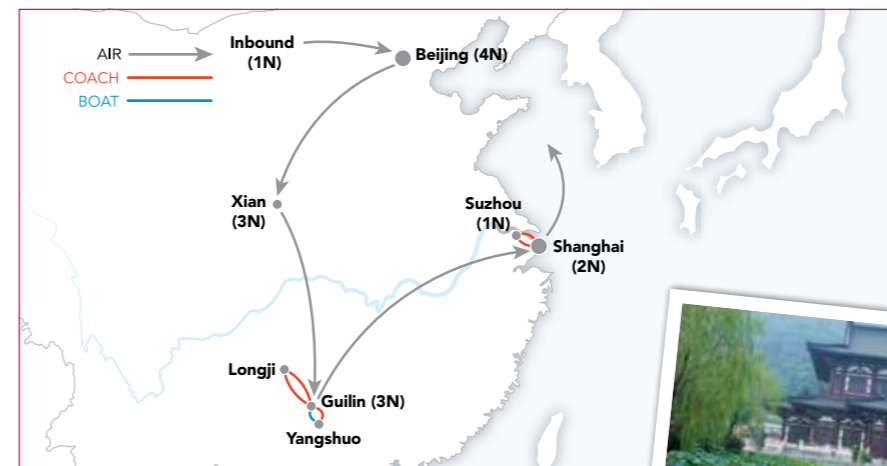 AIR
COACH
BOAT
Inbound
(1N)
Beijing (4N)
Xian
(3N)
Suzhou
(1N)
Shanghai
(2N)
Longji
Guilin (3N)
Yangshuo